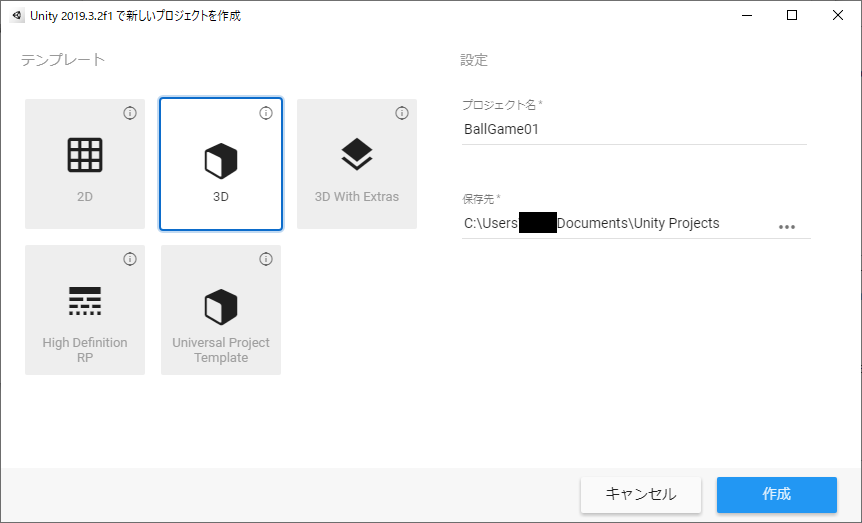 Unity 2019.3.2f1 で新しいプロジェクトを作成
テンプレート
2D
3D
3D With Extras
High Definition
RP
Universal Project
Template
設定
プロジェクト名*
BallGame01
保存先*
C:\Users\ Documents\Unity Projects
キャンセル
作成